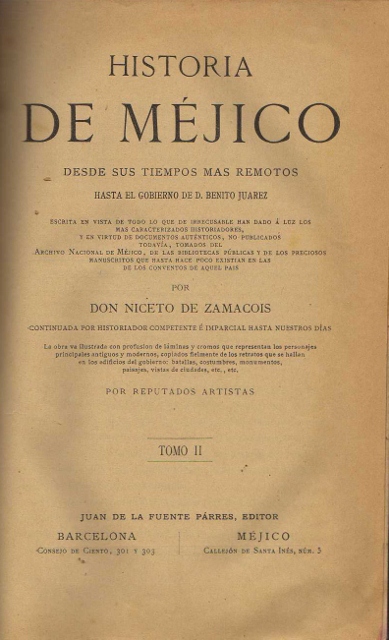 HISTORIA
DE MÉJICO
DESDE SUS TIEMPOS MAS REMOTOS
HASTA EL GOBIERNO DE D. BENITO JUAREZ
ESCRITA EN VISTA DE TODO LO QUE DE IRRECUSABLE HAN DADO Á LUZ LOS
MAS CARACTERIZADOS HISTORIADORES,
Y EN VIRTUD DE DOCUMENTOS AUTÉNTICOS, NO PUBLICADOS
TODAVÍA, TOMADOS DEL
ARCHIVO NACIONAL DE MÉJICO, DE LAS BIBLIOTECAS PÚBLICAS Y DE LOS PRECIOSOS
MANUSCRITOS QUE HASTA HACE POCO EXISTIAN EN LAS
DE LOS CONVENTOS DE AQUEL PAIS
POR
DON NICETO DE ZAMACOIS
CONTINUADA POR HISTORIADOR COMPETENTE É IMPARCIAL HASTA NUESTROS DÍAS
La obra va ilustrada con profusion de láminas y cromos que representan los personajes
principales antiguos y modernos, copiados fielmente de los retratos que se hallan
en los edificios del gobierno: batallas, costumbres, monumentos,
paisajes, vistas de ciudades, etc., etc.
POR REPUTADOS ARTISTAS
TOMO II
JUAN DE LA FUENTE PÁRRES, EDITOR
BARCELONA MÉJICO
CONSEJO DE CIENTO, 301 Y 303 CALLEJÓN DE SANTA INÉS, NÚM. 5